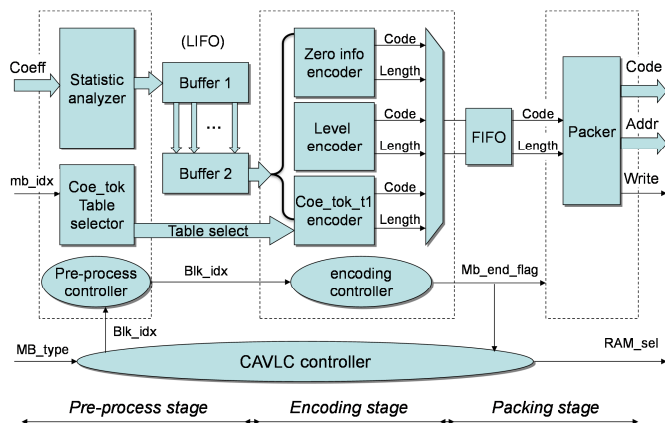 Coeff
Statistic
analyzer
(LIFO)
Buffer 1
...
Buffer 2
Zero info
encoder
Code
Length
Level
encoder
Code
Length
Coe_tok_t1
encoder
Code
Length
FIFO
Code
Length
Packer
Code
Addr
Write
mb_idx
Coe_tok
Table
selector
Table select
Pre-process
controller
Blk_idx
encoding
controller
Mb_end_flag
Blk_idx
MB_type
CAVLC controller
RAM_sel
Pre-process stage
Encoding stage
Packing stage